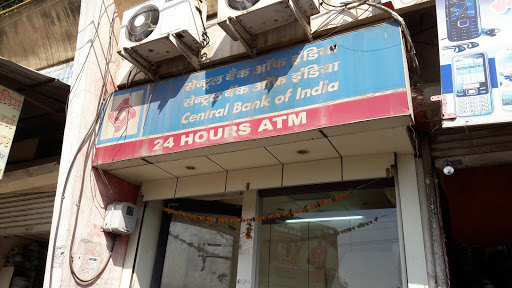 सेन्ट्रल बैंक ऑफ इंडिया
सेन्ट्रल बैंक ऑफ इंडिया
Central Bank of India
24 HOURS ATM